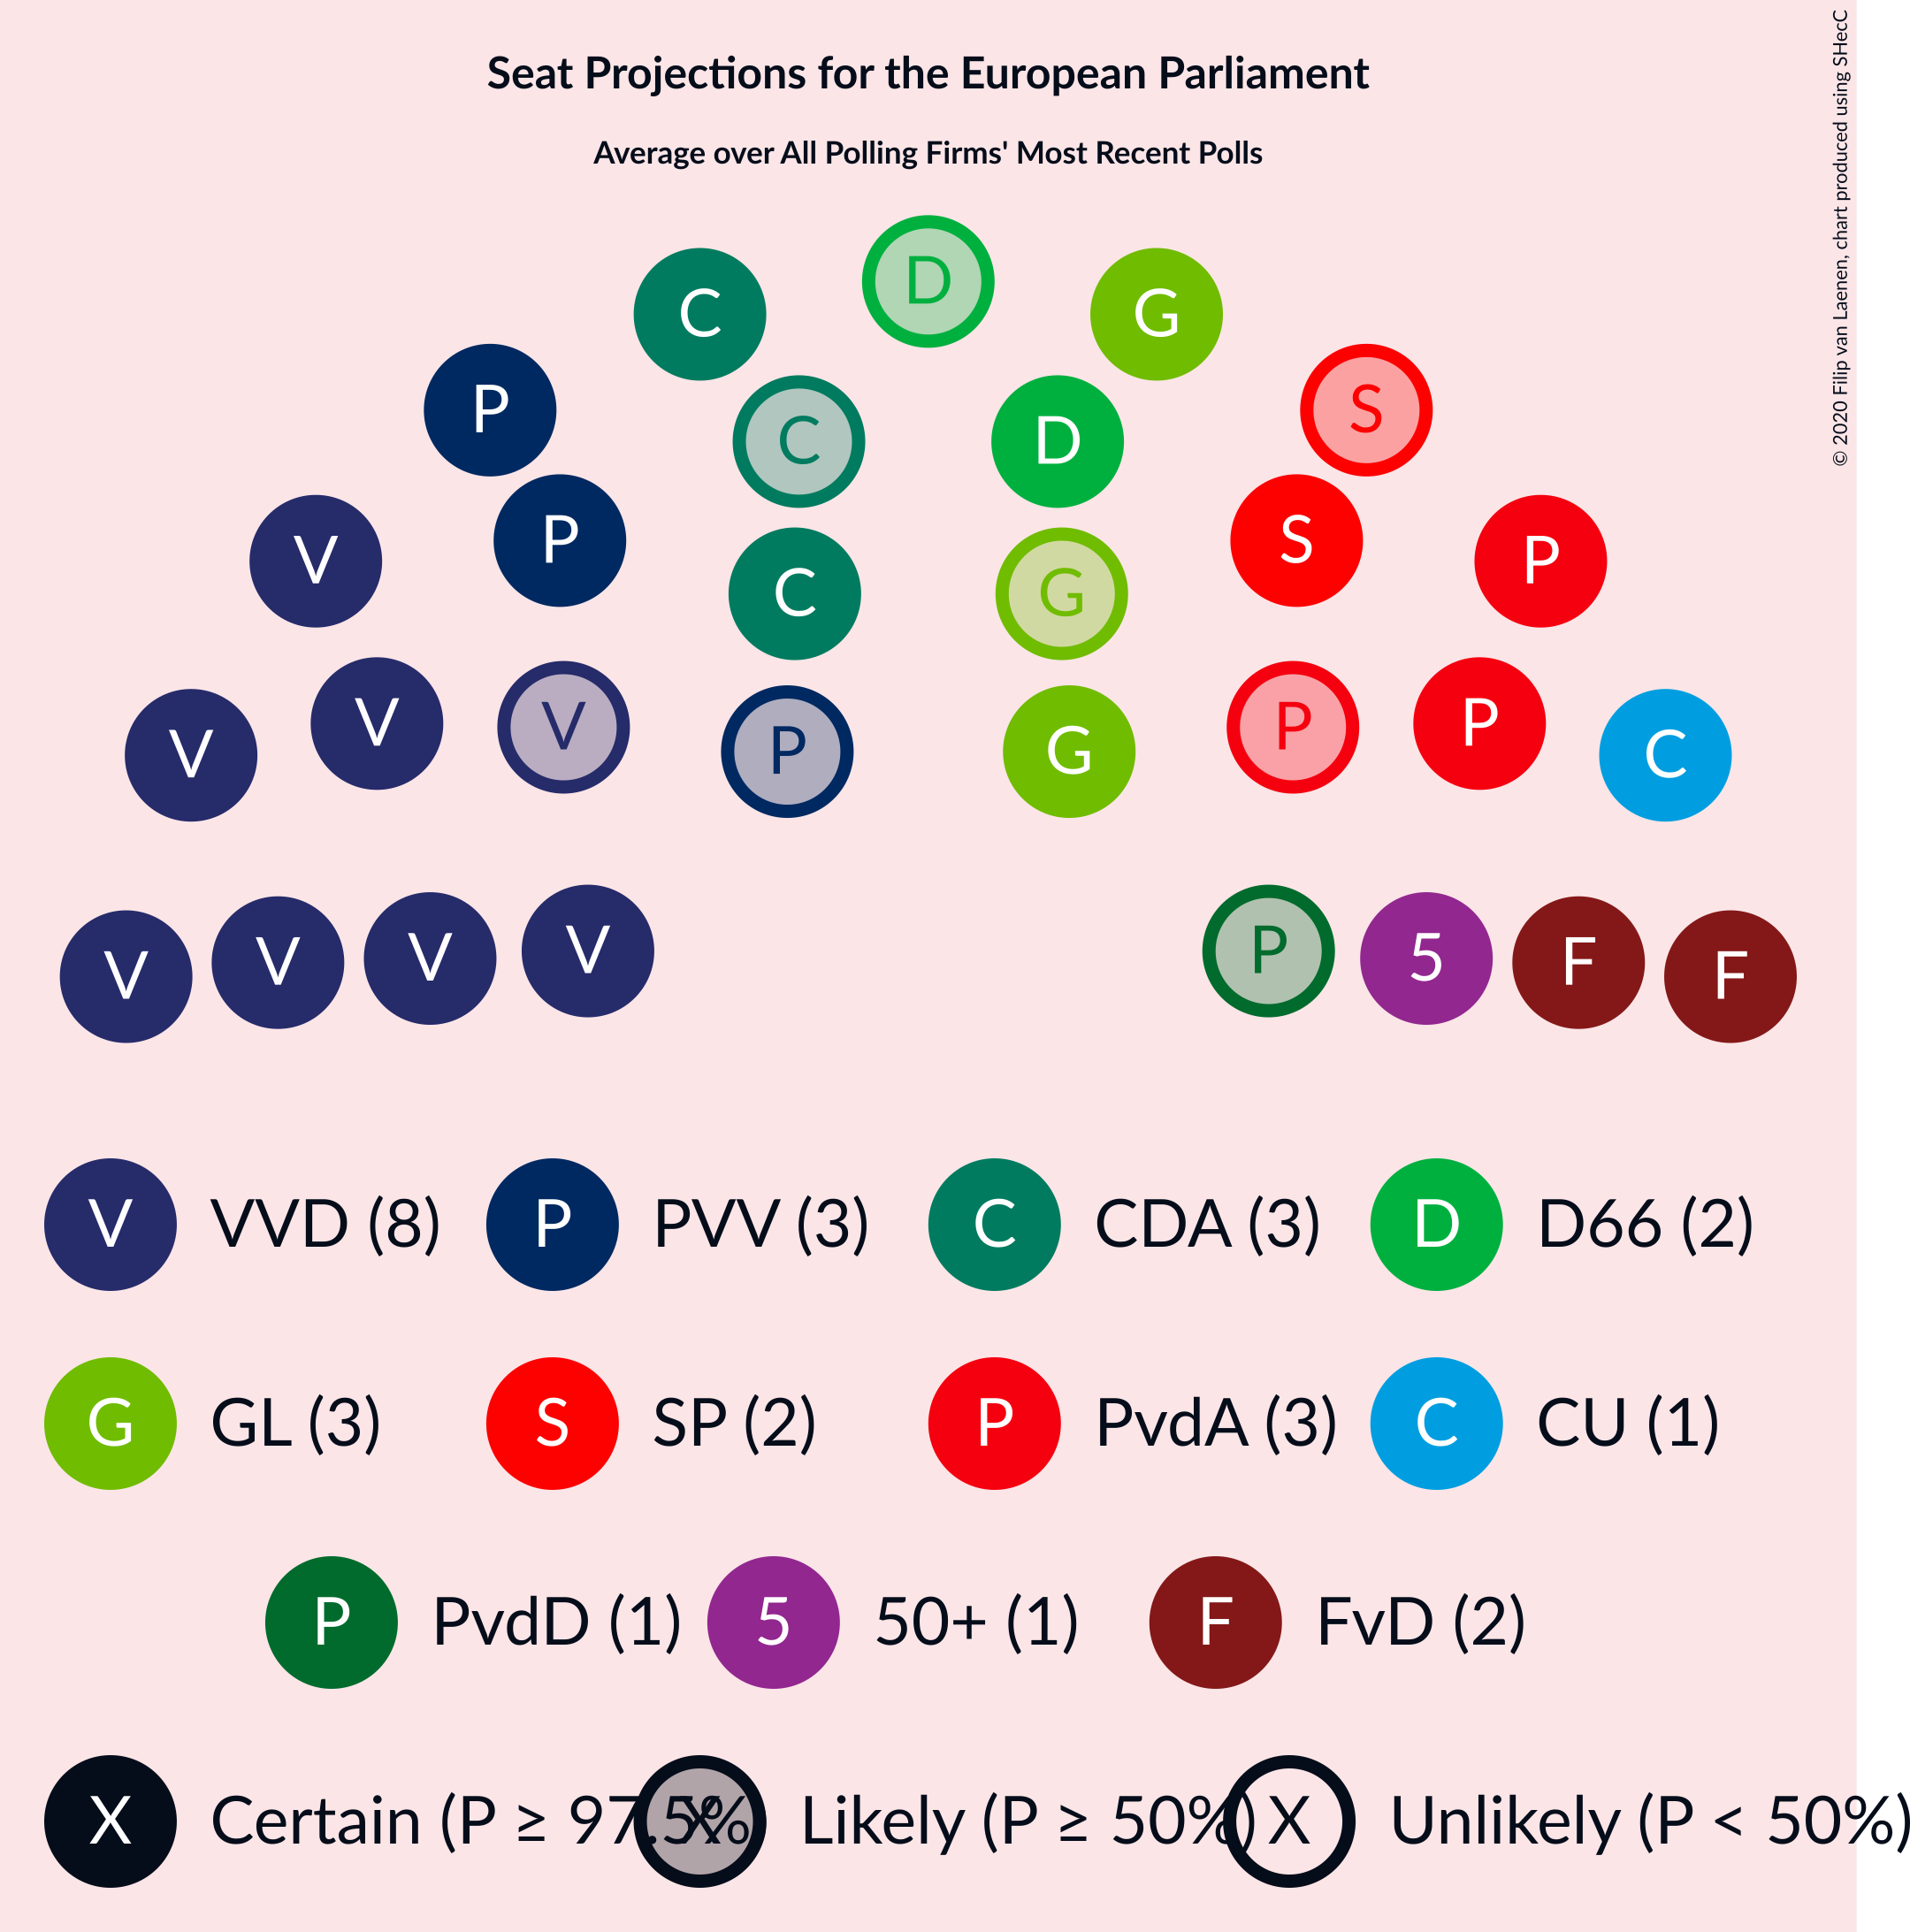 Seat Projections for the European Parliament
Average over All Polling Firms' Most Recent Polls
© 2020 Filip van Laenen, chart produced using SHecC
D
C G
P S
C D
P S
V P
C G
V P
V V P C
P G
V V V V P 5 F F
V VVD (8) P PVV (3) C CDA (3) D D66 (2)
G GL (3) S SP (2) P PvdA (3) C CU (1)
P PvdD (1) 5 50+ (1) F FvD (2)
X Certain (P ≥ 97.5% X Likely (P ≥ 50%) X Unlikely (P < 50%)